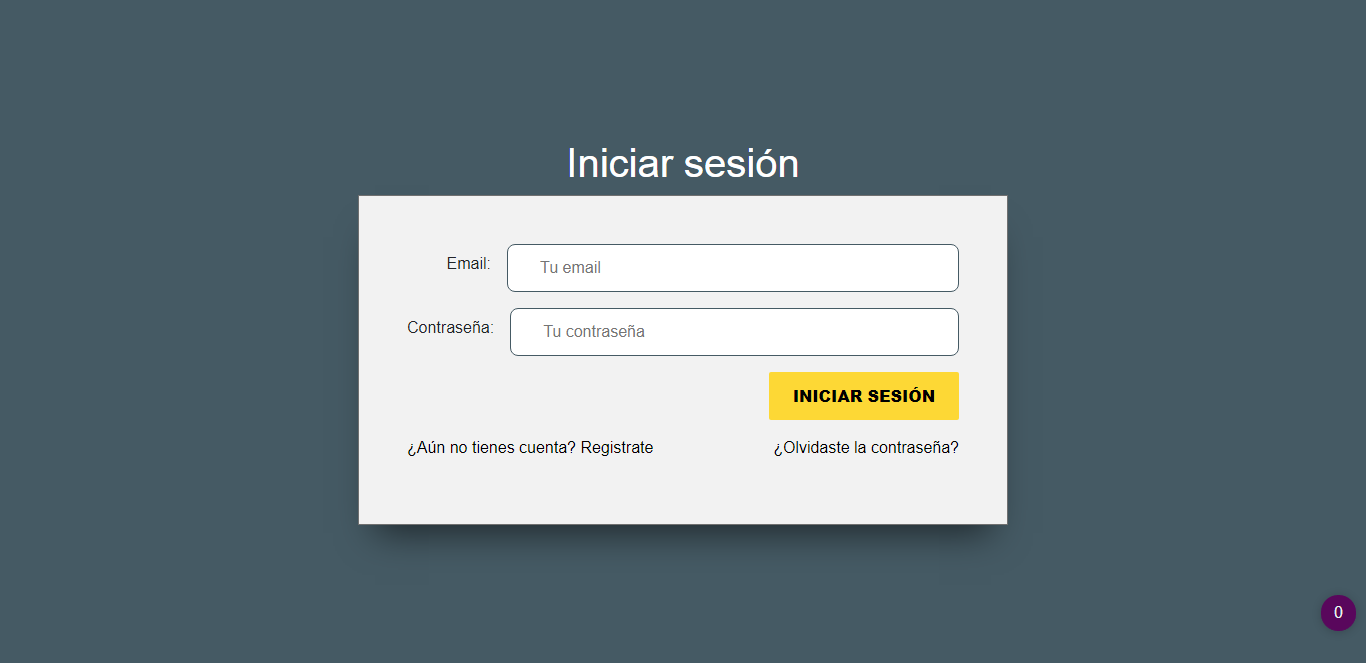 Iniciar sesión
Email: Tu email
Contraseña: Tu contraseña
INICIAR SESIÓN
¿Aún no tienes cuenta? Registrate ¿Olvidaste la contraseña?
0